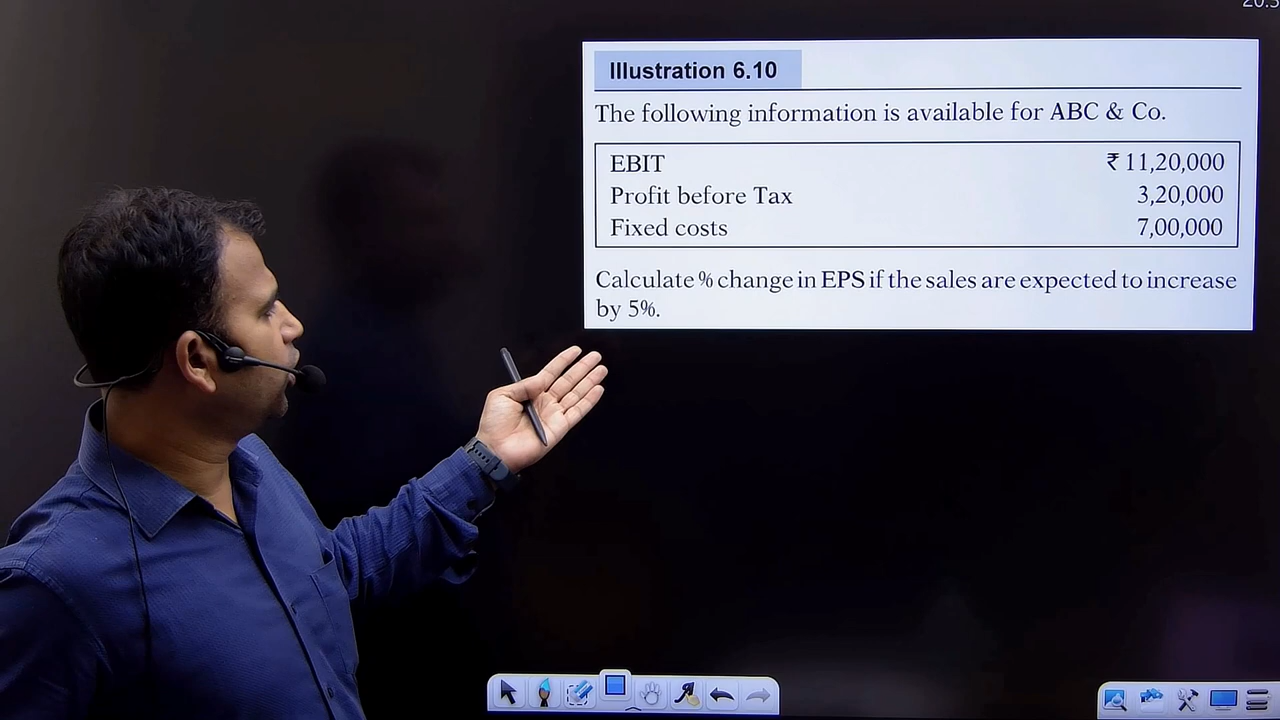 Illustration 6.10
The following information is available for ABC & Co.
EBIT ₹ 11,20,000
Profit before Tax 3,20,000
Fixed costs 7,00,000
Calculate % change in EPS if the sales are expected to increase
by 5%.